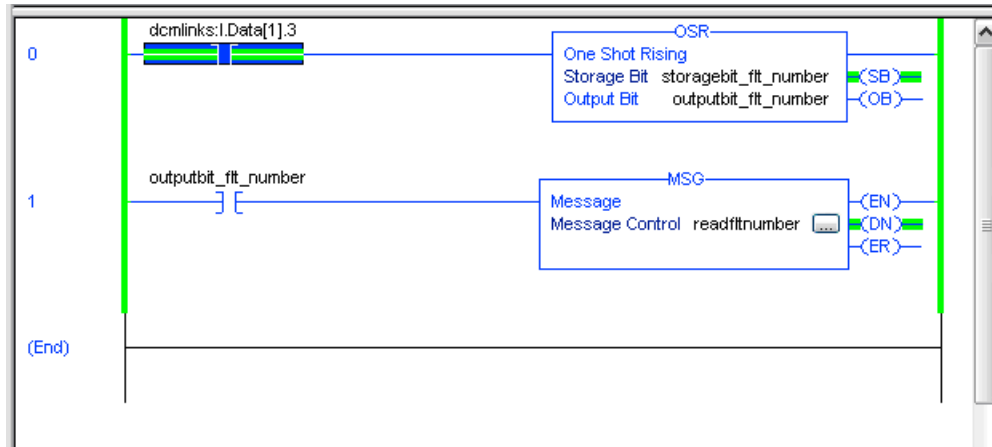 dcmlinks:I.Data[1].3
OSR
0
One Shot Rising
Storage Bit storagebit_flt_number
(SB)
Output Bit outputbit_flt_number
(OB)
outputbit_flt_number
MSG
1
Message
(EN)
Message Control readfltnumber ...
(DN)
(ER)
(End)